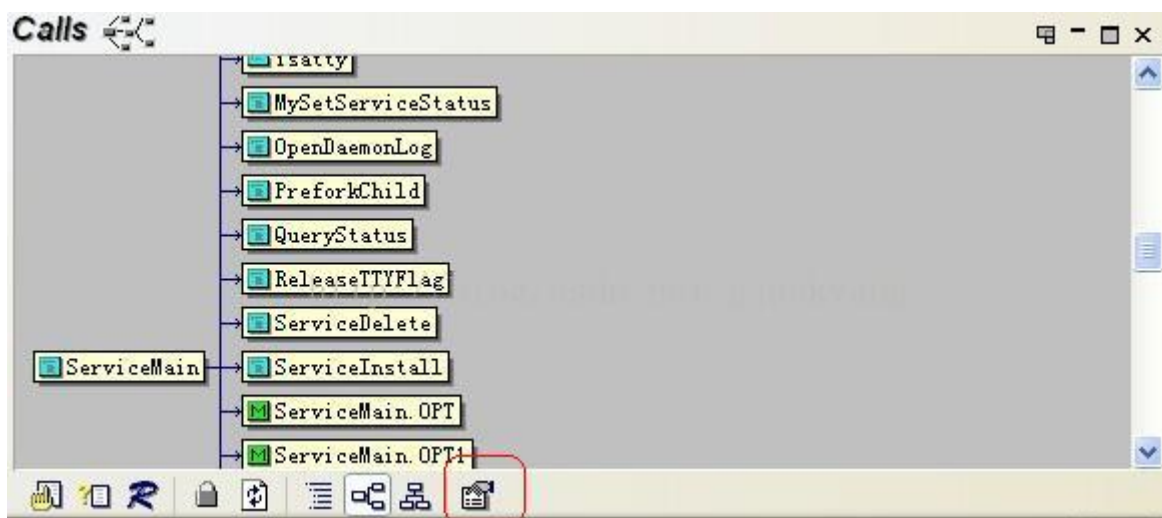 Calls
isatty
MySetServiceStatus
OpenDaemonLog
PreforkChild
QueryStatus
ReleaseTTYFlag
ServiceDelete
ServiceMain
ServiceInstall
ServiceMain.OPT
ServiceMain.OPT1